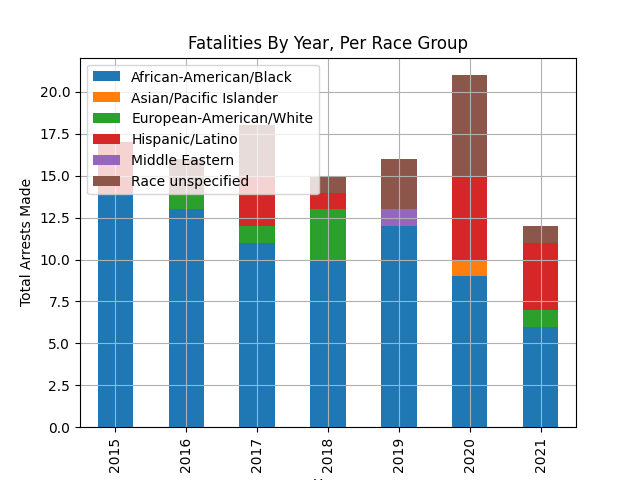 Fatalities By Year, Per Race Group
African-American/Black
Asian/Pacific Islander
European-American/White
Hispanic/Latino
Middle Eastern
Race unspecified
Total Arrests Made
20.0
17.5
15.0
12.5
10.0
7.5
5.0
2.5
0.0
2015
2016
2017
2018
2019
2020
2021